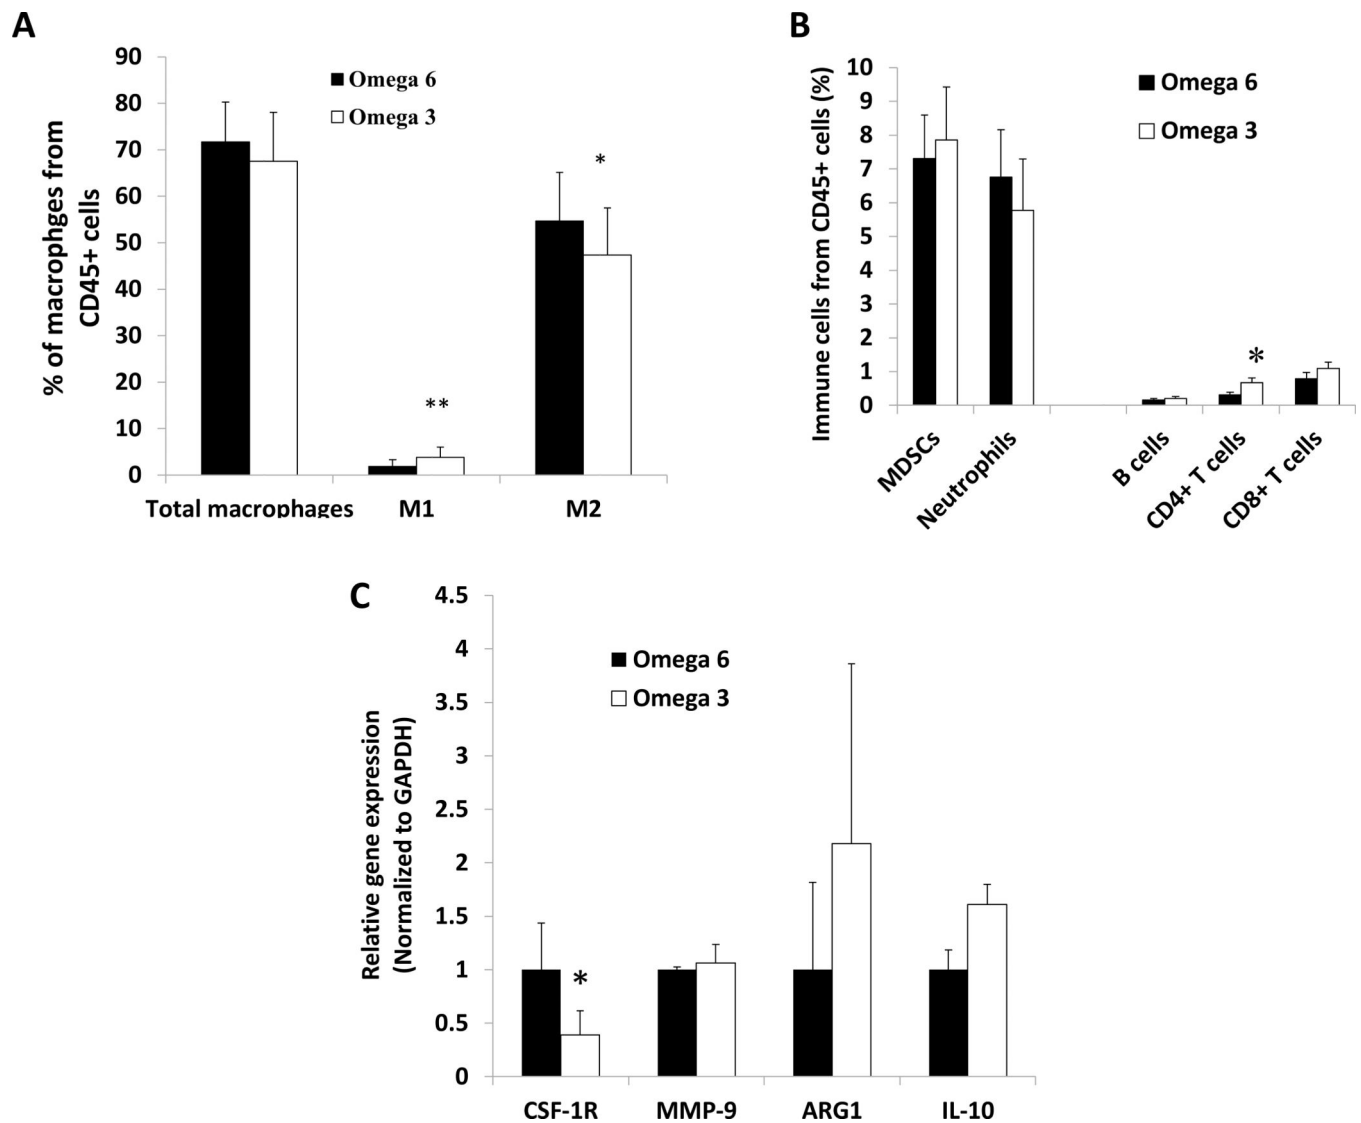 A
% of macrophges from
CD45+ cells
90
80
70
60
50
40
30
20
10
0
Omega 6
Omega 3
**
*
Total macrophages
M1
M2
B
Immune cells from CD45+ cells (%)
10
9
8
7
6
5
4
3
2
1
0
Omega 6
Omega 3
*
MDSCs
Neutrophils
B cells
CD4+ T cells
CD8+ T cells
C
Relative gene expression
(Normalized to GAPDH)
4.5
4
3.5
3
2.5
2
1.5
1
0.5
0
Omega 6
Omega 3
*
CSF-1R
MMP-9
ARG1
IL-10